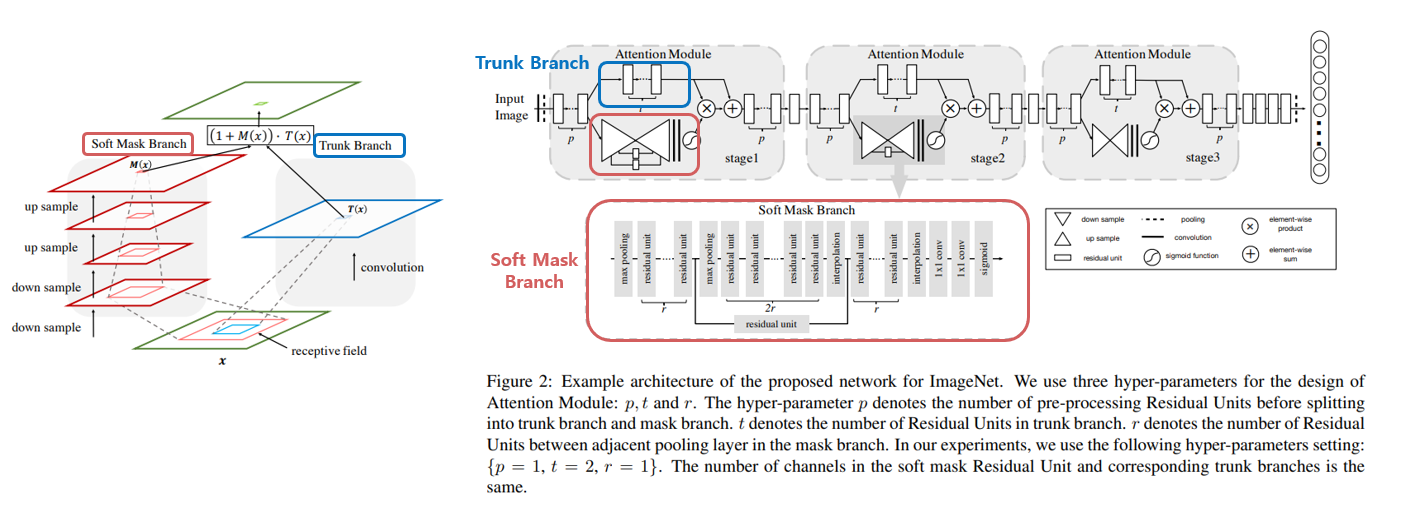 Soft Mask Branch
(1 + M(x)) · T(x)
Trunk Branch
M(x)
T(x)
up sample
up sample
down sample
down sample
convolution
receptive field
x
Trunk Branch
Input
Image
Attention Module
t
p
p
stage1
Attention Module
t
p
p
stage2
Attention Module
t
p
p
stage3
Soft Mask
Branch
Soft Mask Branch
max pooling
residual unit
......
residual unit
max pooling
residual unit
residual unit
......
residual unit
residual unit
interpolation
residual unit
......
residual unit
interpolation
1x1 conv
1x1 conv
sigmoid
r
2r
r
residual unit
down sample
up sample
residual unit
pooling
convolution
sigmoid function
element-wise
product
element-wise
sum
Figure 2: Example architecture of the proposed network for ImageNet. We use three hyper-parameters for the design of
Attention Module: p, t and r. The hyper-parameter p denotes the number of pre-processing Residual Units before splitting
into trunk branch and mask branch. t denotes the number of Residual Units in trunk branch. r denotes the number of Residual
Units between adjacent pooling layer in the mask branch. In our experiments, we use the following hyper-parameters setting:
{p = 1, t = 2, r = 1}. The number of channels in the soft mask Residual Unit and corresponding trunk branches is the
same.